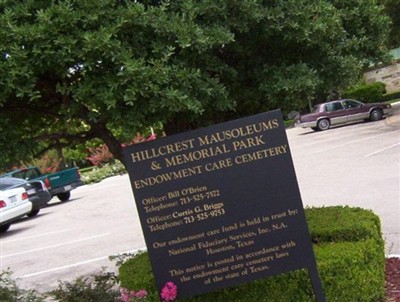 HILLCREST MAUSOLEUMS
& MEMORIAL PARK
ENDOWMENT CARE CEMETERY
Officer: Bill O'Brien
Telephone: 713-525-7172
Officer: Curtis G. Briggs
Telephone: 713-525-9253
Our endowment care fund is held in trust by:
National Fiduciary Services, Inc. N.A.
Houston, Texas
This notice is posted in accordance with
the endowment care cemetery laws
of the state of Texas.